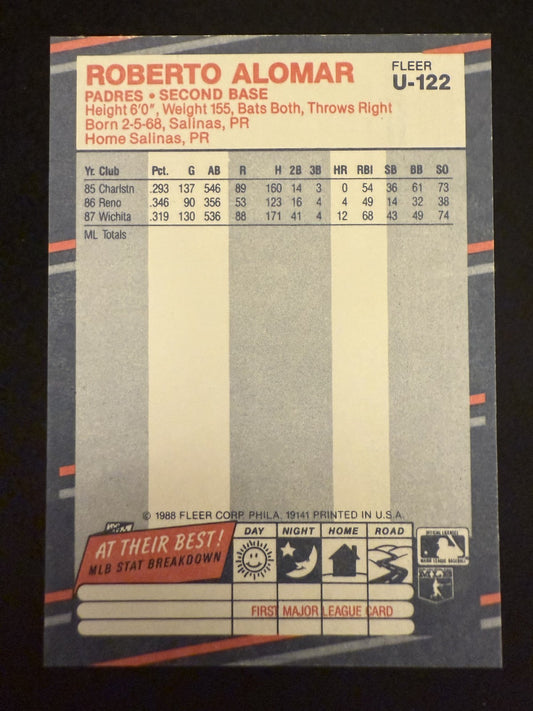 ROBERTO ALOMAR
FLEER
U-122
PADRES • SECOND BASE
Height 6'0", Weight 155, Bats Both, Throws Right
Born 2-5-68, Salinas, PR
Home Salinas, PR
Yr. Club Pct. G AB R H 2B 3B HR RBI SB BB SO
85 Charlstn .293 137 546 89 160 14 3 0 54 36 61 73
86 Reno .346 90 356 53 123 16 4 4 49 14 32 38
87 Wichita .319 130 536 88 171 41 4 12 68 43 49 74
ML Totals
© 1988 FLEER CORP. PHILA. 19141 PRINTED IN U.S.A.
AT THEIR BEST!
MLB STAT BREAKDOWN
DAY NIGHT HOME ROAD
OFFICIAL LICENSEE
MAJOR LEAGUE BASEBALL
FIRST MAJOR LEAGUE CARD